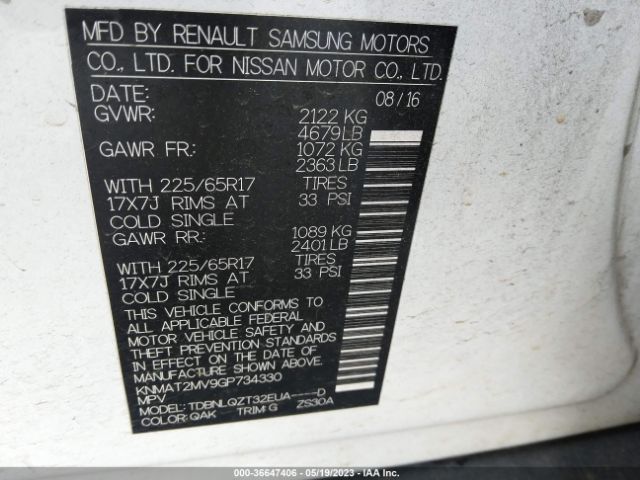 MFD BY RENAULT SAMSUNG MOTORS
CO., LTD. FOR NISSAN MOTOR CO., LTD.
DATE: 08/16
GVWR: 2122 KG
4679 LB
GAWR FR: 1072 KG
2363 LB
WITH 225/65R17 TIRES
17X7J RIMS AT 33 PSI
COLD SINGLE
GAWR RR: 1089 KG
2401 LB
WITH 225/65R17 TIRES
17X7J RIMS AT 33 PSI
COLD SINGLE
THIS VEHICLE CONFORMS TO
ALL APPLICABLE FEDERAL
MOTOR VEHICLE SAFETY AND
THEFT PREVENTION STANDARDS
IN EFFECT ON THE DATE OF
MANUFACTURE SHOWN ABOVE.
KNMAT2MV9GP734330
MPV
MODEL: TDBNLQZT32EUA----D
COLOR: QAK TRIM: G ZS30A
000-36647406 - 05/19/2023 - IAA Inc.